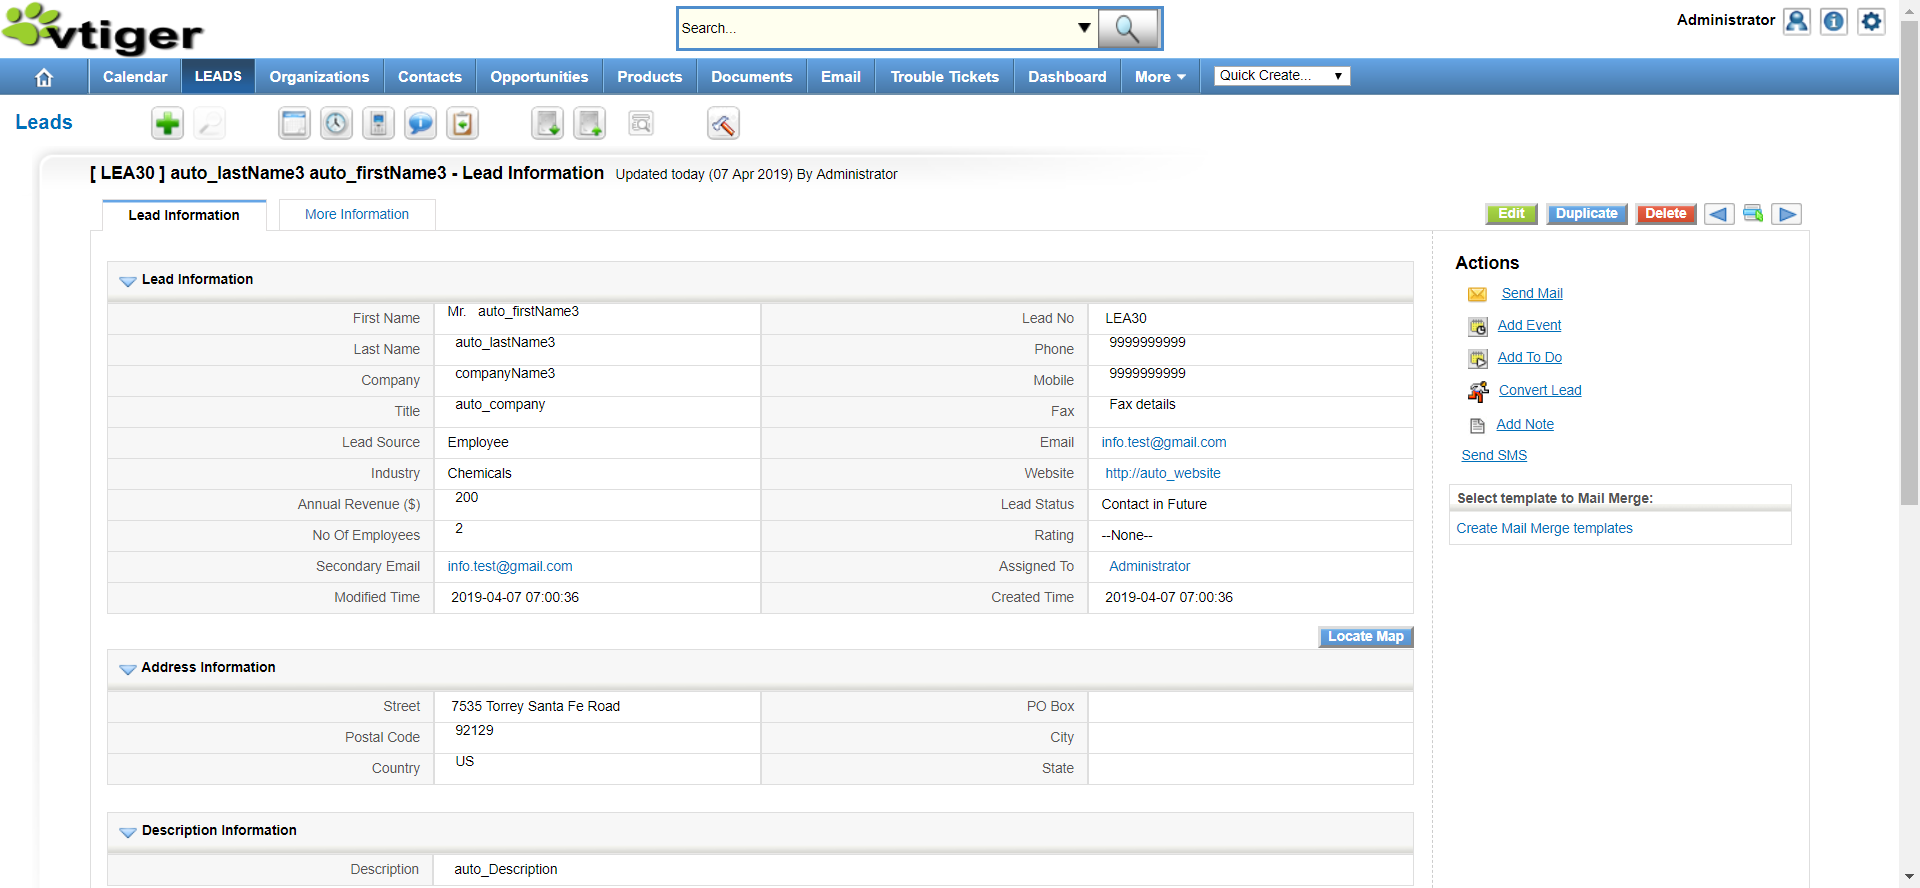 vtiger
Search...
Administrator
Calendar LEADS Organizations Contacts Opportunities Products Documents Email Trouble Tickets Dashboard More Quick Create...
Leads
[ LEA30 ] auto_lastName3 auto_firstName3 - Lead Information Updated today (07 Apr 2019) By Administrator
Lead Information More Information
Edit Duplicate Delete
Lead Information
First Name Mr. auto_firstName3 Lead No LEA30
Last Name auto_lastName3 Phone 9999999999
Company companyName3 Mobile 9999999999
Title auto_company Fax Fax details
Lead Source Employee Email info.test@gmail.com
Industry Chemicals Website http://auto_website
Annual Revenue ($) 200 Lead Status Contact in Future
No Of Employees 2 Rating --None--
Secondary Email info.test@gmail.com Assigned To Administrator
Modified Time 2019-04-07 07:00:36 Created Time 2019-04-07 07:00:36
Locate Map
Address Information
Street 7535 Torrey Santa Fe Road PO Box
Postal Code 92129 City
Country US State
Description Information
Description auto_Description
Actions
Send Mail
Add Event
Add To Do
Convert Lead
Add Note
Send SMS
Select template to Mail Merge:
Create Mail Merge templates